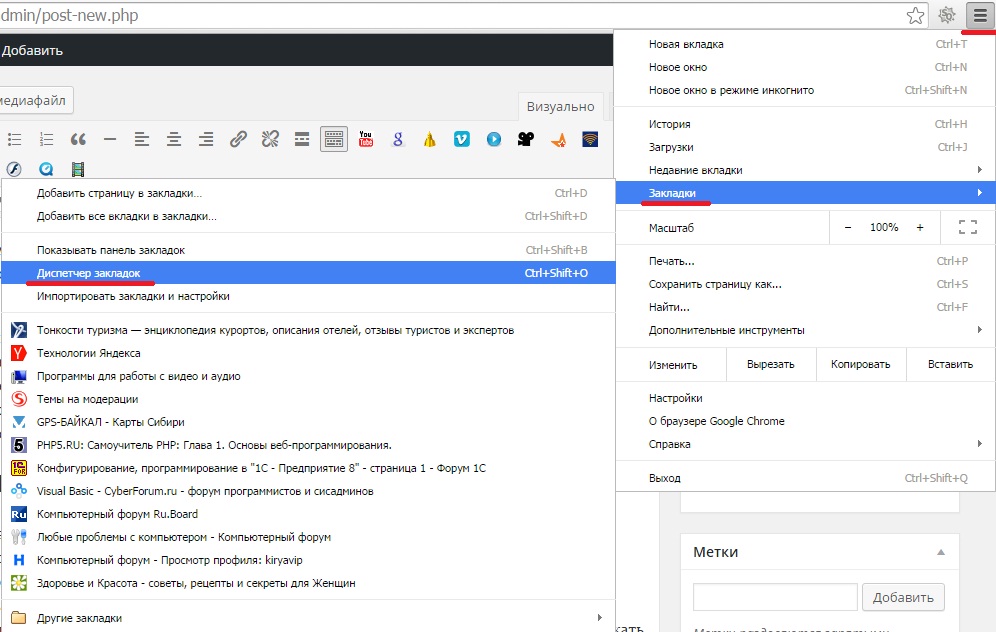 dmin/post-new.php
Добавить
медиафайл
Визуально
You
Tube
g
Новая вкладка Ctrl+T
Новое окно Ctrl+N
Новое окно в режиме инкогнито Ctrl+Shift+N
История Ctrl+H
Загрузки Ctrl+J
Недавние вкладки
Закладки
Масштаб − 100% +
Печать... Ctrl+P
Сохранить страницу как... Ctrl+S
Найти... Ctrl+F
Дополнительные инструменты
Изменить Вырезать Копировать Вставить
Настройки
О браузере Google Chrome
Справка
Выход Ctrl+Shift+Q
Добавить страницу в закладки... Ctrl+D
Добавить все вкладки в закладки... Ctrl+Shift+D
Показывать панель закладок Ctrl+Shift+B
Диспетчер закладок Ctrl+Shift+O
Импортировать закладки и настройки
Тонкости туризма — энциклопедия курортов, описания отелей, отзывы туристов и экспертов
Технологии Яндекса
Программы для работы с видео и аудио
Темы на модерации
GPS-БАЙКАЛ - Карты Сибири
PHP5.RU: Самоучитель PHP: Глава 1. Основы веб-программирования.
Конфигурирование, программирование в "1С - Предприятие 8" - страница 1 - Форум 1С
Visual Basic - CyberForum.ru - форум программистов и сисадминов
Компьютерный форум Ru.Board
Любые проблемы с компьютером - Компьютерный форум
Компьютерный форум - Просмотр профиля: kiryavip
Здоровье и Красота - советы, рецепты и секреты для Женщин
Другие закладки
Метки
Добавить